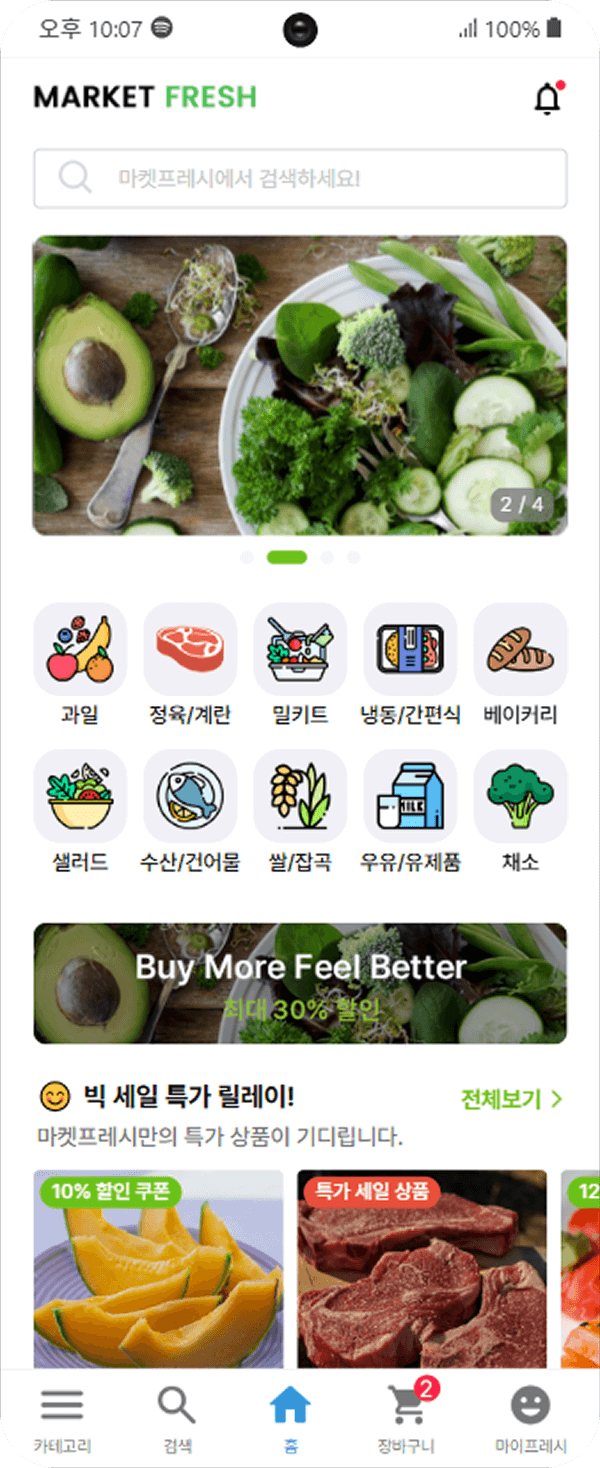 오후 10:07 100%
MARKET FRESH
마켓프레시에서 검색하세요!
2 / 4
과일 정육/계란 밀키트 냉동/간편식 베이커리
MILK
샐러드 수산/건어물 쌀/잡곡 우유/유제품 채소
Buy More Feel Better
최대 30% 할인
빅 세일 특가 릴레이! 전체보기 >
마켓프레시만의 특가 상품이 기디립니다.
10% 할인 쿠폰 특가 세일 상품 12
2
카테고리 검색 홈 장바구니 마이프레시